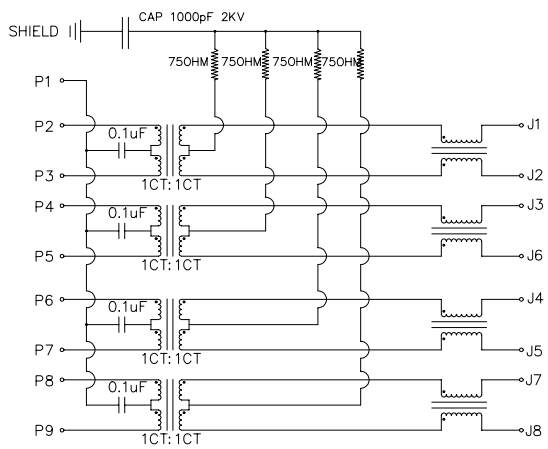 CAP 1000pF 2KV
SHIELD
75OHM 75OHM 75OHM 75OHM
P1
P2
J1
0.1uF
P3
J2
1CT: 1CT
P4
J3
0.1uF
P5
J6
1CT: 1CT
P6
J4
0.1uF
P7
J5
1CT: 1CT
P8
J7
0.1uF
P9
J8
1CT: 1CT